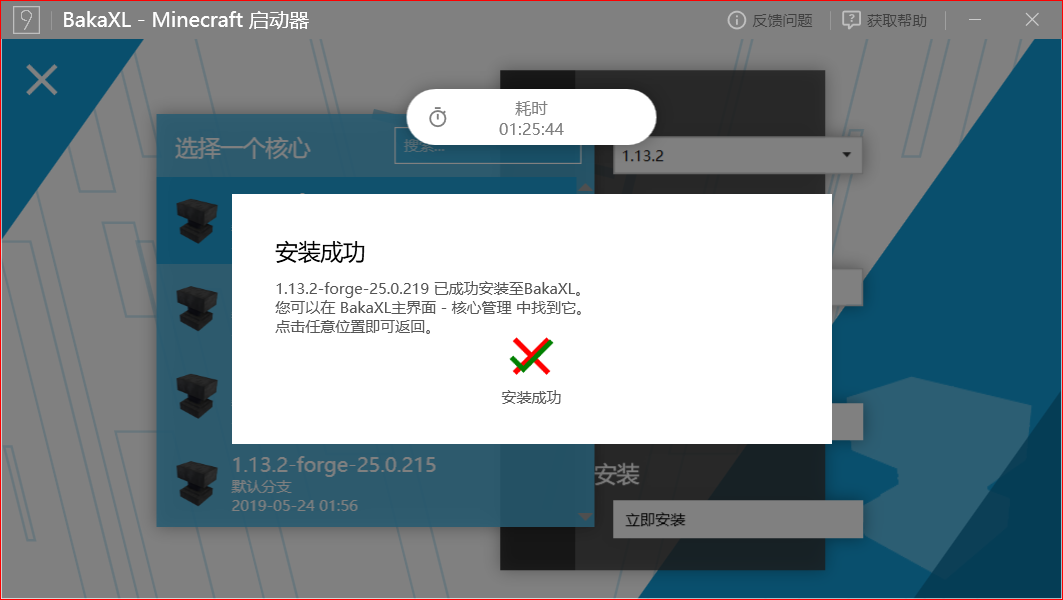 BakaXL - Minecraft 启动器
反馈问题
获取帮助
耗时
01:25:44
选择一个核心
搜索...
1.13.2
安装成功
1.13.2-forge-25.0.219 已成功安装至BakaXL。
您可以在 BakaXL主界面 - 核心管理 中找到它。
点击任意位置即可返回。
安装成功
1.13.2-forge-25.0.215
默认分支
2019-05-24 01:56
安装
立即安装